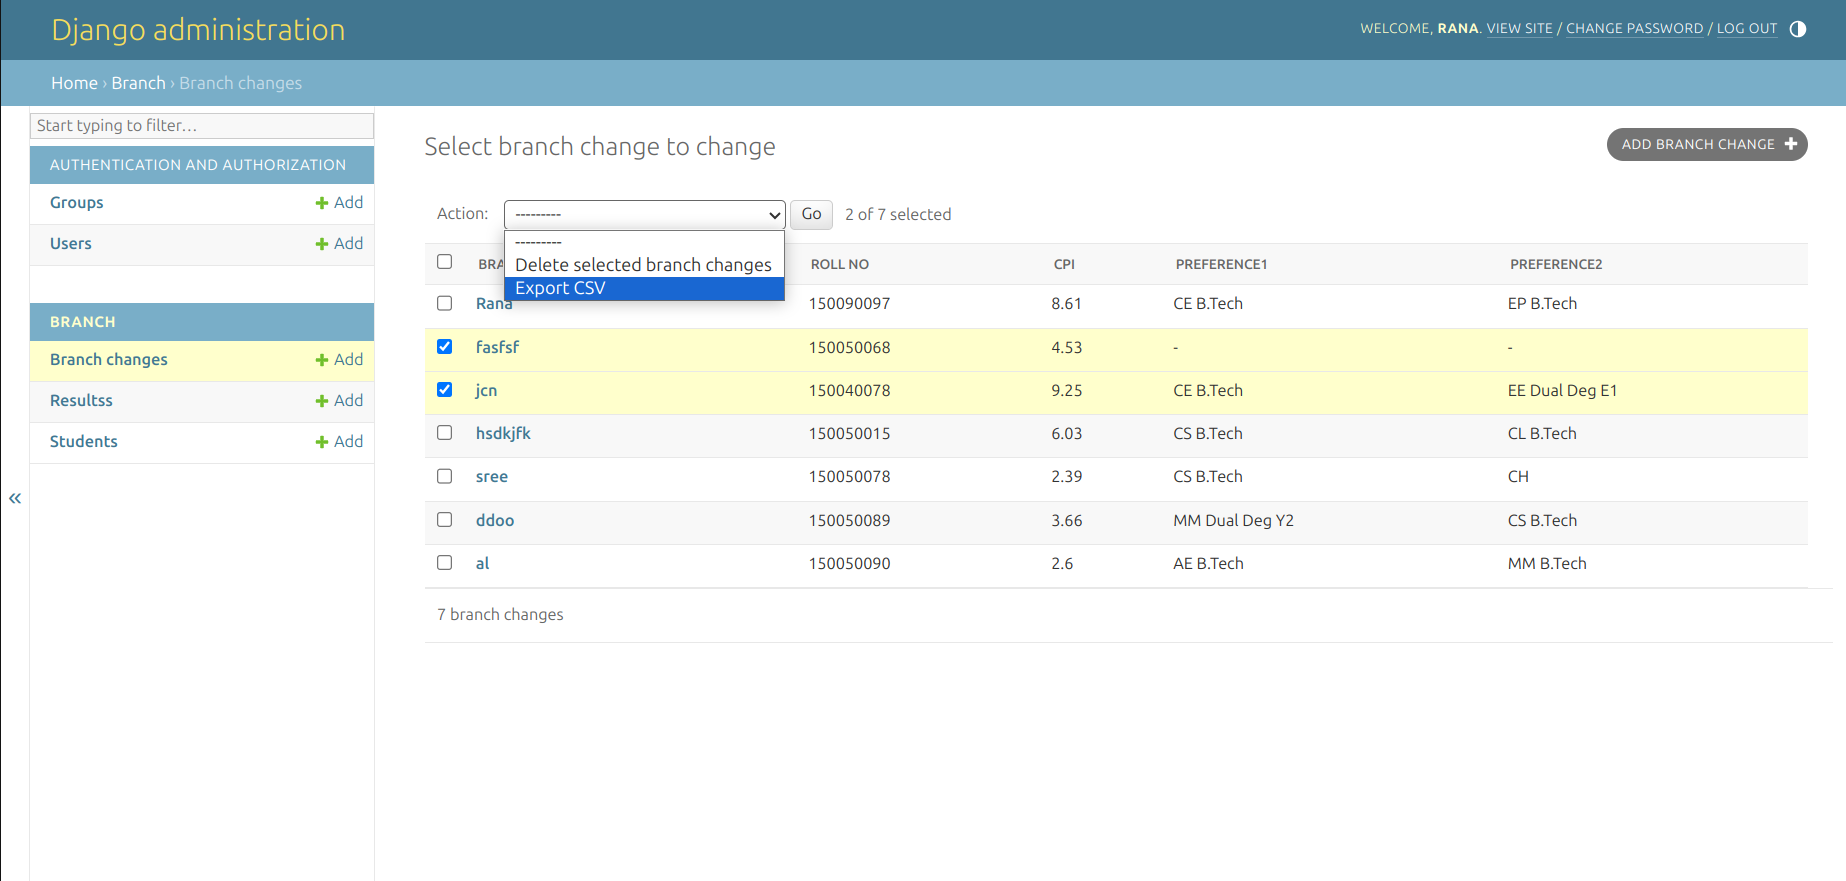 Django administration
WELCOME, RANA. VIEW SITE / CHANGE PASSWORD / LOG OUT
Home › Branch › Branch changes
Start typing to filter…
AUTHENTICATION AND AUTHORIZATION
Groups + Add
Users + Add
BRANCH
Branch changes + Add
Resultss + Add
Students + Add
«
Select branch change to change
ADD BRANCH CHANGE +
Action: --------- Go 2 of 7 selected
---------
Delete selected branch changes
Export CSV
BRA ROLL NO CPI PREFERENCE1 PREFERENCE2
Rana 150090097 8.61 CE B.Tech EP B.Tech
fasfsf 150050068 4.53 - -
jcn 150040078 9.25 CE B.Tech EE Dual Deg E1
hsdkjfk 150050015 6.03 CS B.Tech CL B.Tech
sree 150050078 2.39 CS B.Tech CH
ddoo 150050089 3.66 MM Dual Deg Y2 CS B.Tech
al 150050090 2.6 AE B.Tech MM B.Tech
7 branch changes